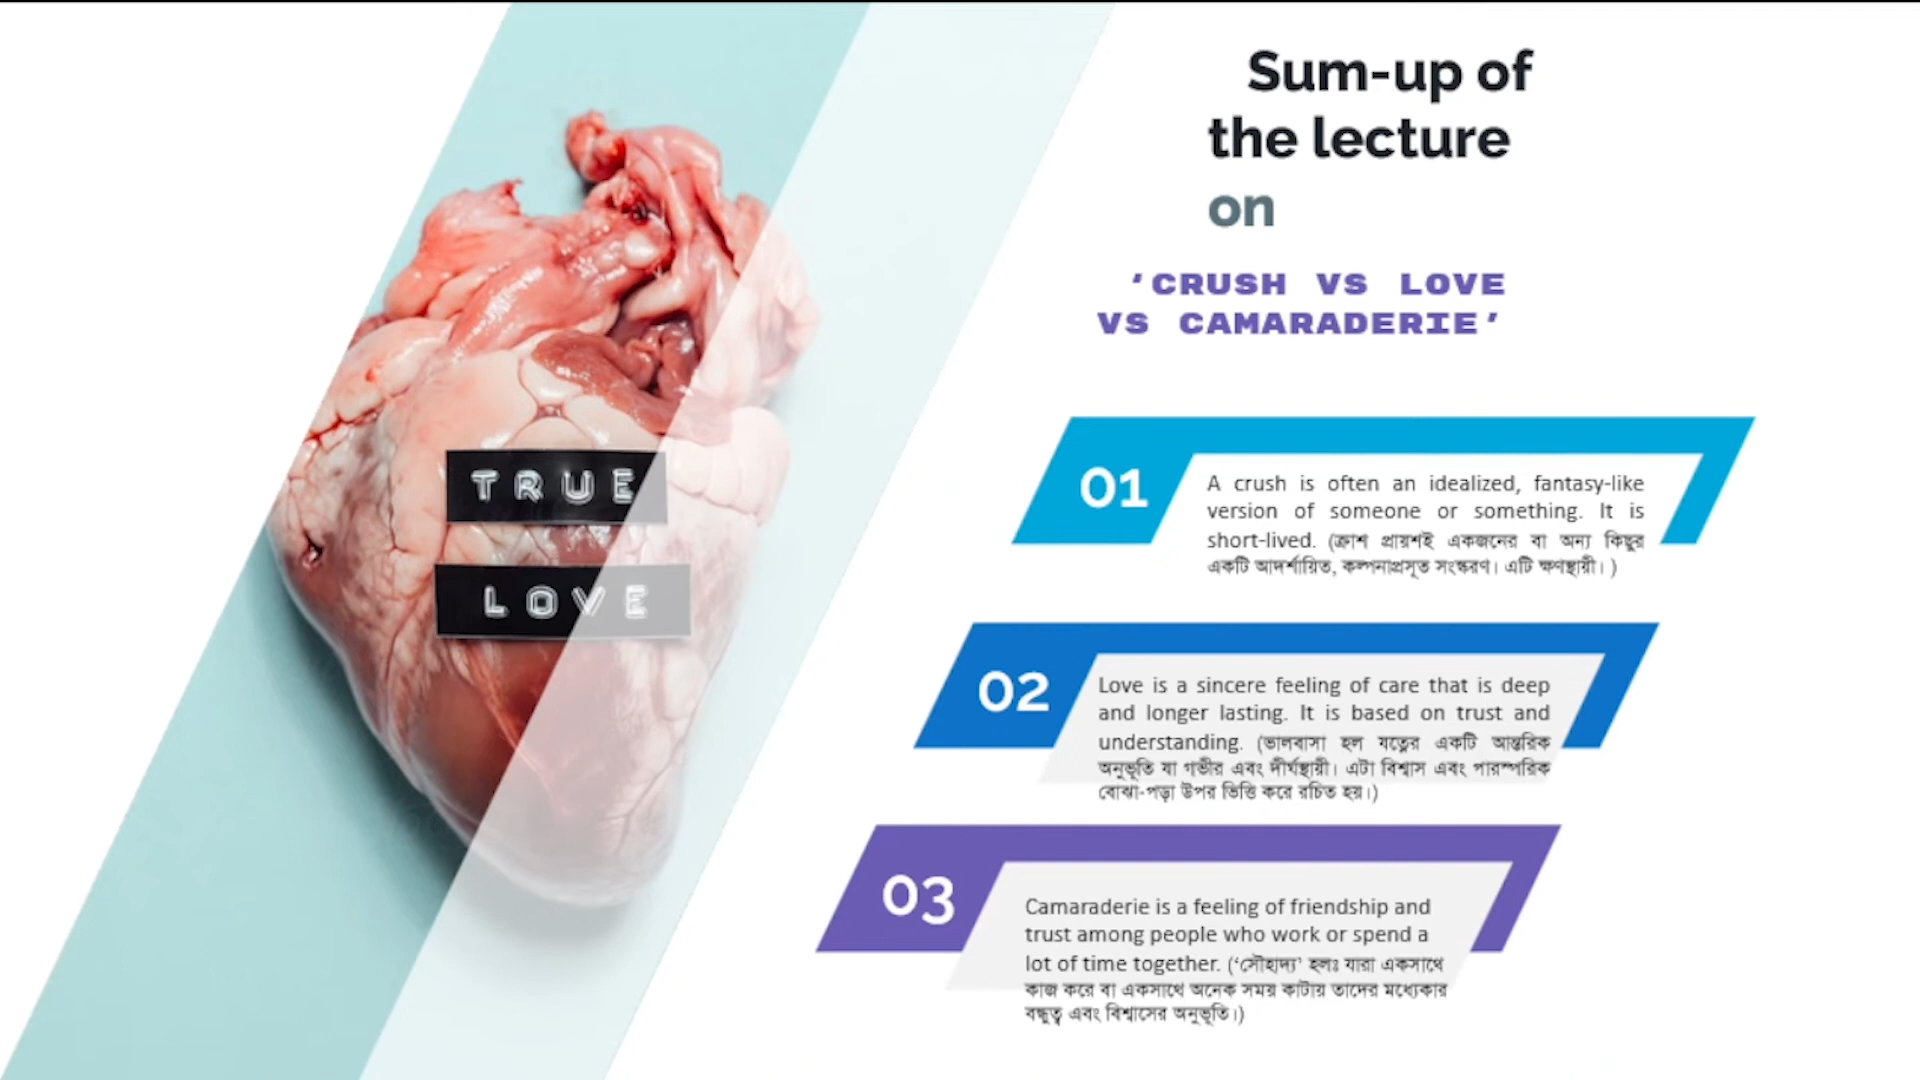 TRUE
LOVE
Sum-up of
the lecture
on
‘CRUSH VS LOVE
VS CAMARADERIE’
01
A crush is often an idealized, fantasy-like
version of someone or something. It is
short-lived. (ক্রাশ প্রায়শই একজনের বা অন্য কিছুর
একটি আদর্শায়িত, কল্পনাপ্রসূত সংস্করণ। এটি ক্ষণস্থায়ী। )
02
Love is a sincere feeling of care that is deep
and longer lasting. It is based on trust and
understanding. (ভালবাসা হল যত্নের একটি আন্তরিক
অনুভূতি যা গভীর এবং দীর্ঘস্থায়ী। এটা বিশ্বাস এবং পারস্পরিক
বোঝা-পড়া উপর ভিত্তি করে রচিত হয়।)
03
Camaraderie is a feeling of friendship and
trust among people who work or spend a
lot of time together. (‘সৌহাদ্য’ হলঃ যারা একসাথে
কাজ করে বা একসাথে অনেক সময় কাটায় তাদের মধ্যেকার
বন্ধুত্ব এবং বিশ্বাসের অনুভূতি।)